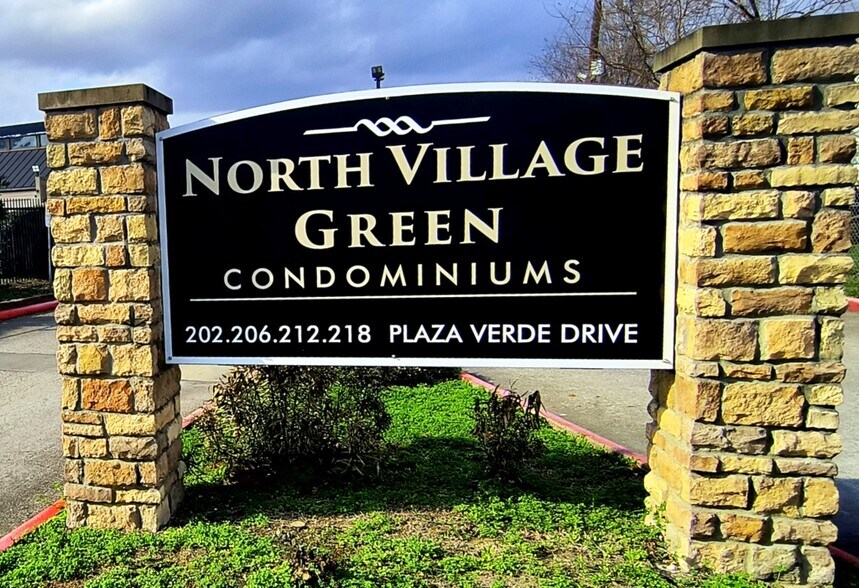 NORTH VILLAGE
GREEN
CONDOMINIUMS
202.206.212.218 PLAZA VERDE DRIVE